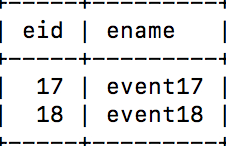 +-----+---------+
| eid | ename   |
+-----+---------+
|  17 | event17 |
|  18 | event18 |
+-----+---------+